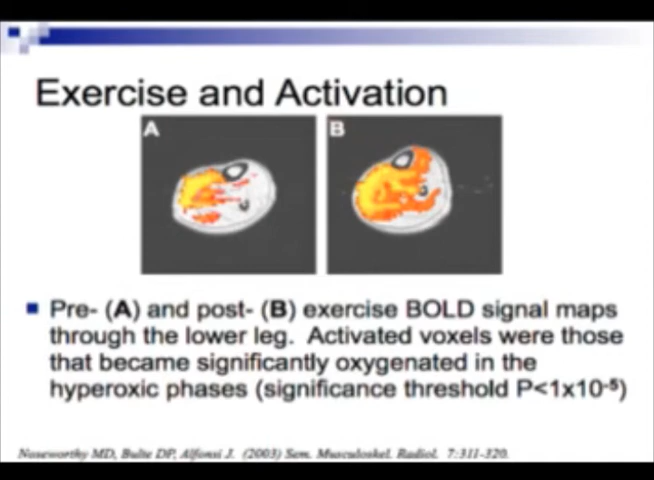 Exercise and Activation
A
B
Pre- (A) and post- (B) exercise BOLD signal maps
through the lower leg. Activated voxels were those
that became significantly oxygenated in the
hyperoxic phases (significance threshold P<1x10⁻⁵)
Noseworthy MD, Bulte DP, Alfonsi J. (2003) Sem. Musculoskel. Radiol. 7:311-320.